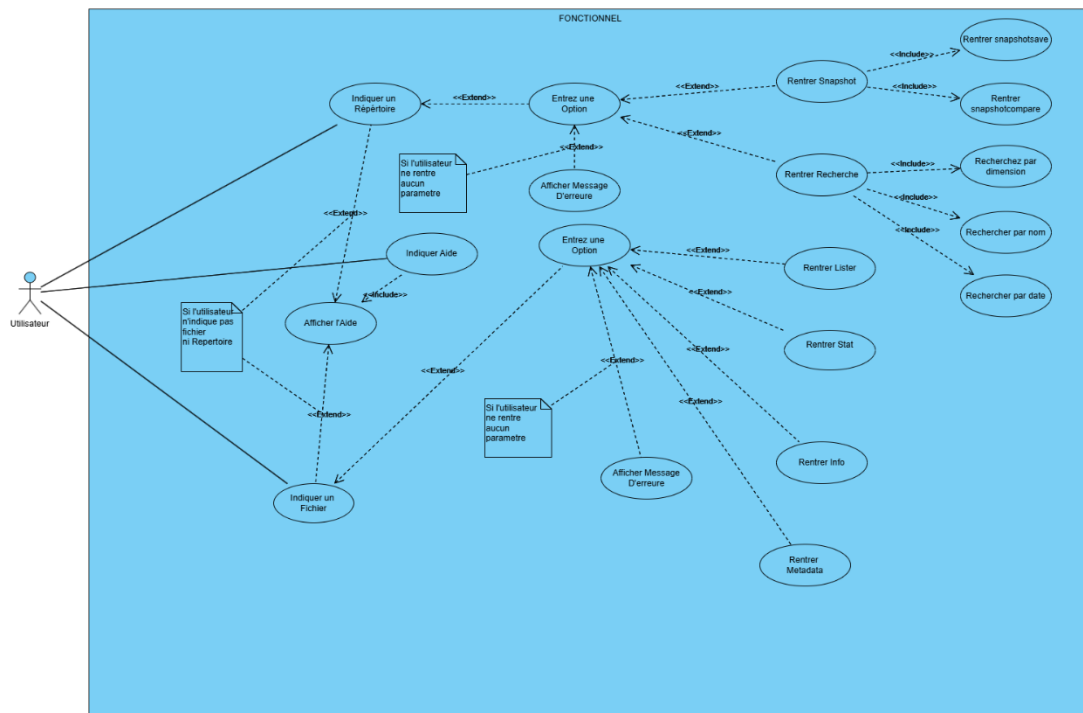 FONCTIONNEL
Rentrer snapshotsave
<<Include>>
Rentrer Snapshot
<<Extend>>
<<Include>>
Rentrer
snapshotcompare
Indiquer un
Répèrtoire
<<Extend>>
Entrez une
Option
<<Extend>>
<<Extend>>
Si l'utilisateur
ne rentre
aucun
parametre
Afficher Message
D'erreure
Rentrer Recherche
<<Include>>
Recherchez par
dimension
<<Include>>
Rechercher par nom
<<Include>>
Rechercher par date
<<Extend>>
Indiquer Aide
<<Include>>
Entrez une
Option
<<Extend>>
Rentrer Lister
<<Extend>>
Rentrer Stat
Utilisateur
Si l'utilisateur
n'indique pas
fichier
ni Repertoire
Afficher l'Aide
<<Extend>>
<<Extend>>
<<Extend>>
<<Extend>>
<<Extend>>
Si l'utilisateur
ne rentre
aucun
parametre
Rentrer Info
Afficher Message
D'erreure
Indiquer un
Fichier
Rentrer
Metadata